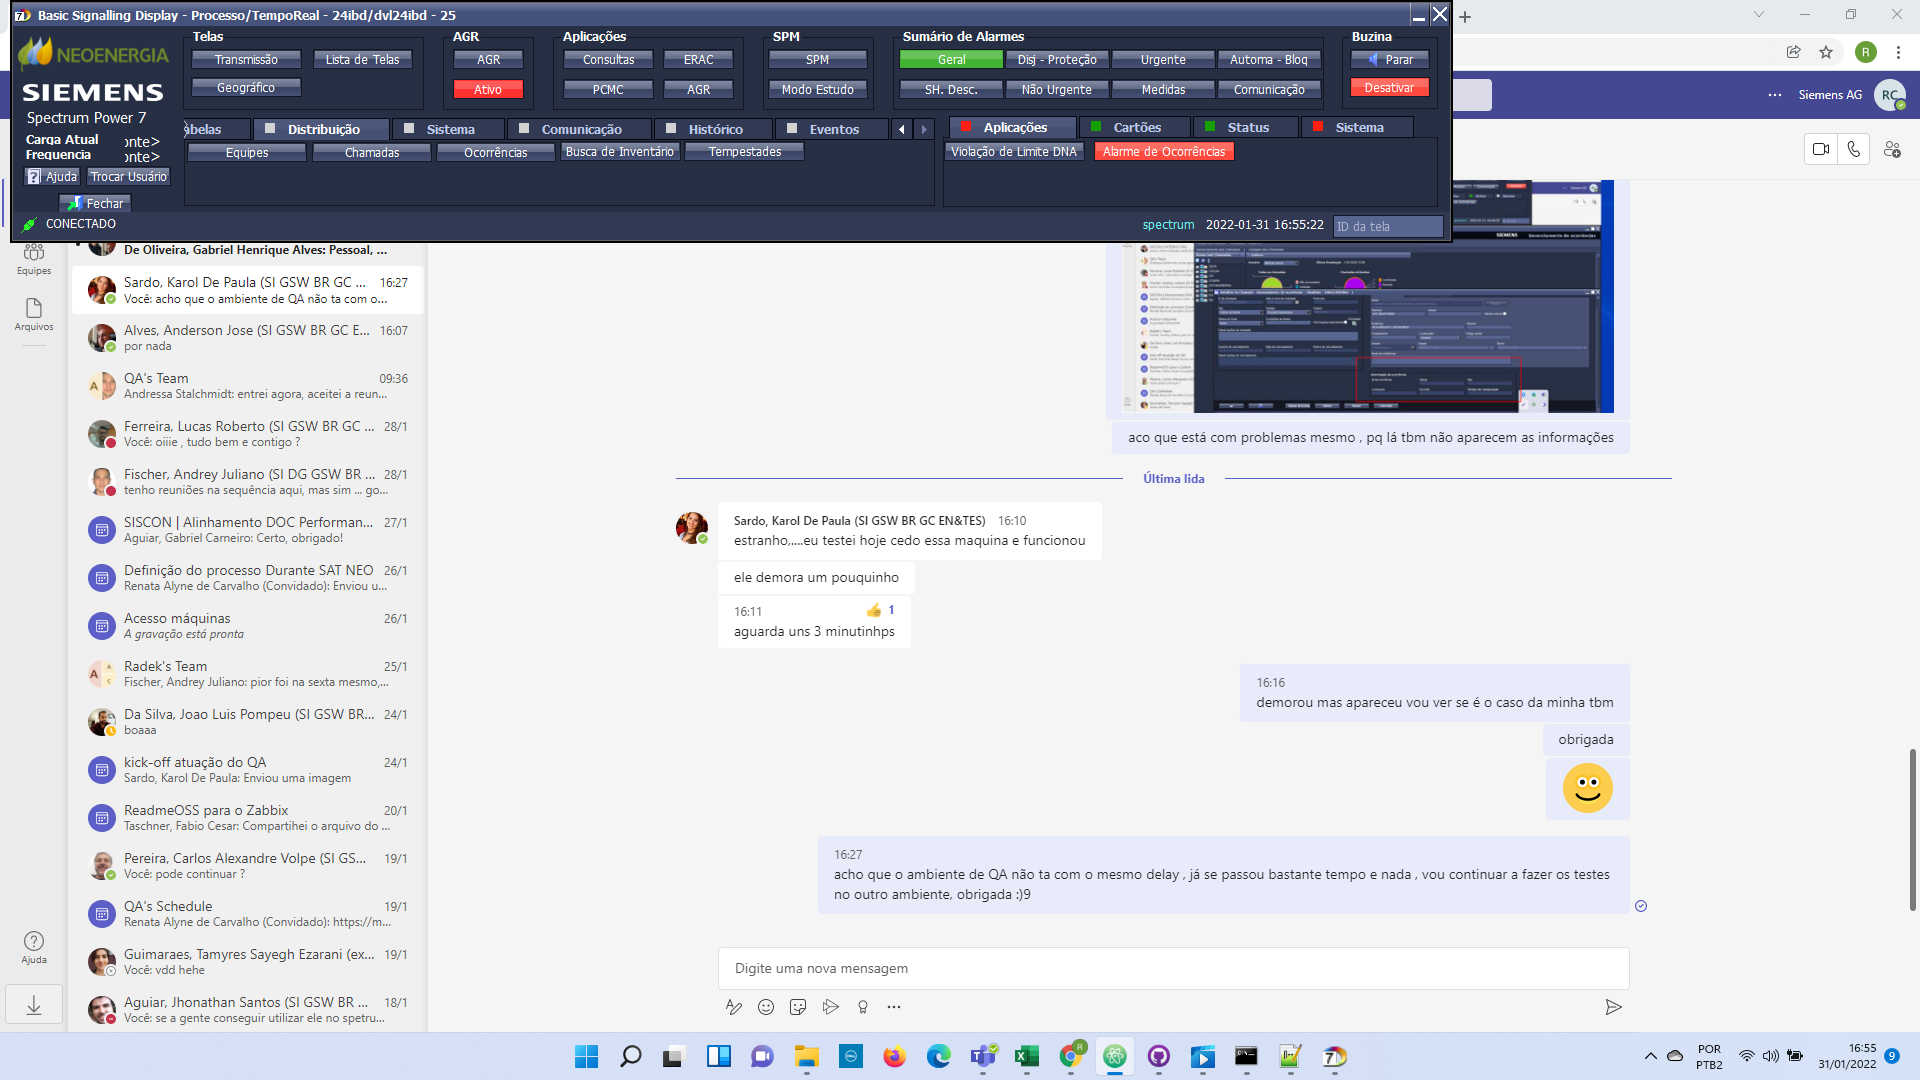 Basic Signalling Display - Processo/TempoReal - 24ibd/dvl24ibd - 25
NEOENERGIA
SIEMENS
Spectrum Power 7
Carga Atual
onte>
Frequencia
onte>
Ajuda
Trocar Usuário
Fechar
CONECTADO
Telas
Transmissão
Lista de Telas
Geográfico
AGR
AGR
Ativo
Aplicações
Consultas
ERAC
PCMC
AGR
SPM
SPM
Modo Estudo
Sumário de Alarmes
Geral
Disj - Proteção
Urgente
Automa - Bloq
SH. Desc.
Não Urgente
Medidas
Comunicação
Buzina
Parar
Desativar
abelas
Distribuição
Sistema
Comunicação
Histórico
Eventos
Equipes
Chamadas
Ocorrências
Busca de Inventário
Tempestades
Aplicações
Cartões
Status
Sistema
Violação de Limite DNA
Alarme de Ocorrências
spectrum
2022-01-31 16:55:22
ID da tela
R
Siemens AG
RC
Equipes
Arquivos
Ajuda
De Oliveira, Gabriel Henrique Alves: Pessoal, ...
Sardo, Karol De Paula (SI GSW BR GC ...
16:27
Você: acho que o ambiente de QA não ta com o...
Alves, Anderson Jose (SI GSW BR GC E...
16:07
por nada
QA's Team
09:36
Andressa Stalchmidt: entrei agora, aceitei a reun...
Ferreira, Lucas Roberto (SI GSW BR GC ...
28/1
Você: oiiie , tudo bem e contigo ?
Fischer, Andrey Juliano (SI DG GSW BR ...
28/1
tenho reuniões na sequência aqui, mas sim ... go...
SISCON | Alinhamento DOC Performan...
27/1
Aguiar, Gabriel Carneiro: Certo, obrigado!
Definição do processo Durante SAT NEO
26/1
Renata Alyne de Carvalho (Convidado): Enviou u...
Acesso máquinas
26/1
A gravação está pronta
Radek's Team
25/1
Fischer, Andrey Juliano: pior foi na sexta mesmo,...
Da Silva, Joao Luis Pompeu (SI GSW BR...
24/1
boaaa
kick-off atuação do QA
24/1
Sardo, Karol De Paula: Enviou uma imagem
ReadmeOSS para o Zabbix
20/1
Taschner, Fabio Cesar: Compartihei o arquivo do ...
Pereira, Carlos Alexandre Volpe (SI GS...
19/1
Você: pode continuar ?
QA's Schedule
19/1
Renata Alyne de Carvalho (Convidado): https://m...
Guimaraes, Tamyres Sayegh Ezarani (ex...
19/1
Você: vdd hehe
Aguiar, Jhonathan Santos (SI GSW BR ...
18/1
Você: se a gente conseguir utilizar ele no spetru...
SIEMENS
aco que está com problemas mesmo , pq lá tbm não aparecem as informações
Última lida
Sardo, Karol De Paula (SI GSW BR GC EN&TES)
16:10
estranho,....eu testei hoje cedo essa maquina e funcionou
ele demora um pouquinho
16:11
1
aguarda uns 3 minutinhps
16:16
demorou mas apareceu vou ver se é o caso da minha tbm
obrigada
16:27
acho que o ambiente de QA não ta com o mesmo delay , já se passou bastante tempo e nada , vou continuar a fazer os testes
no outro ambiente, obrigada :)9
Digite uma nova mensagem
POR
PTB2
16:55
31/01/2022
9